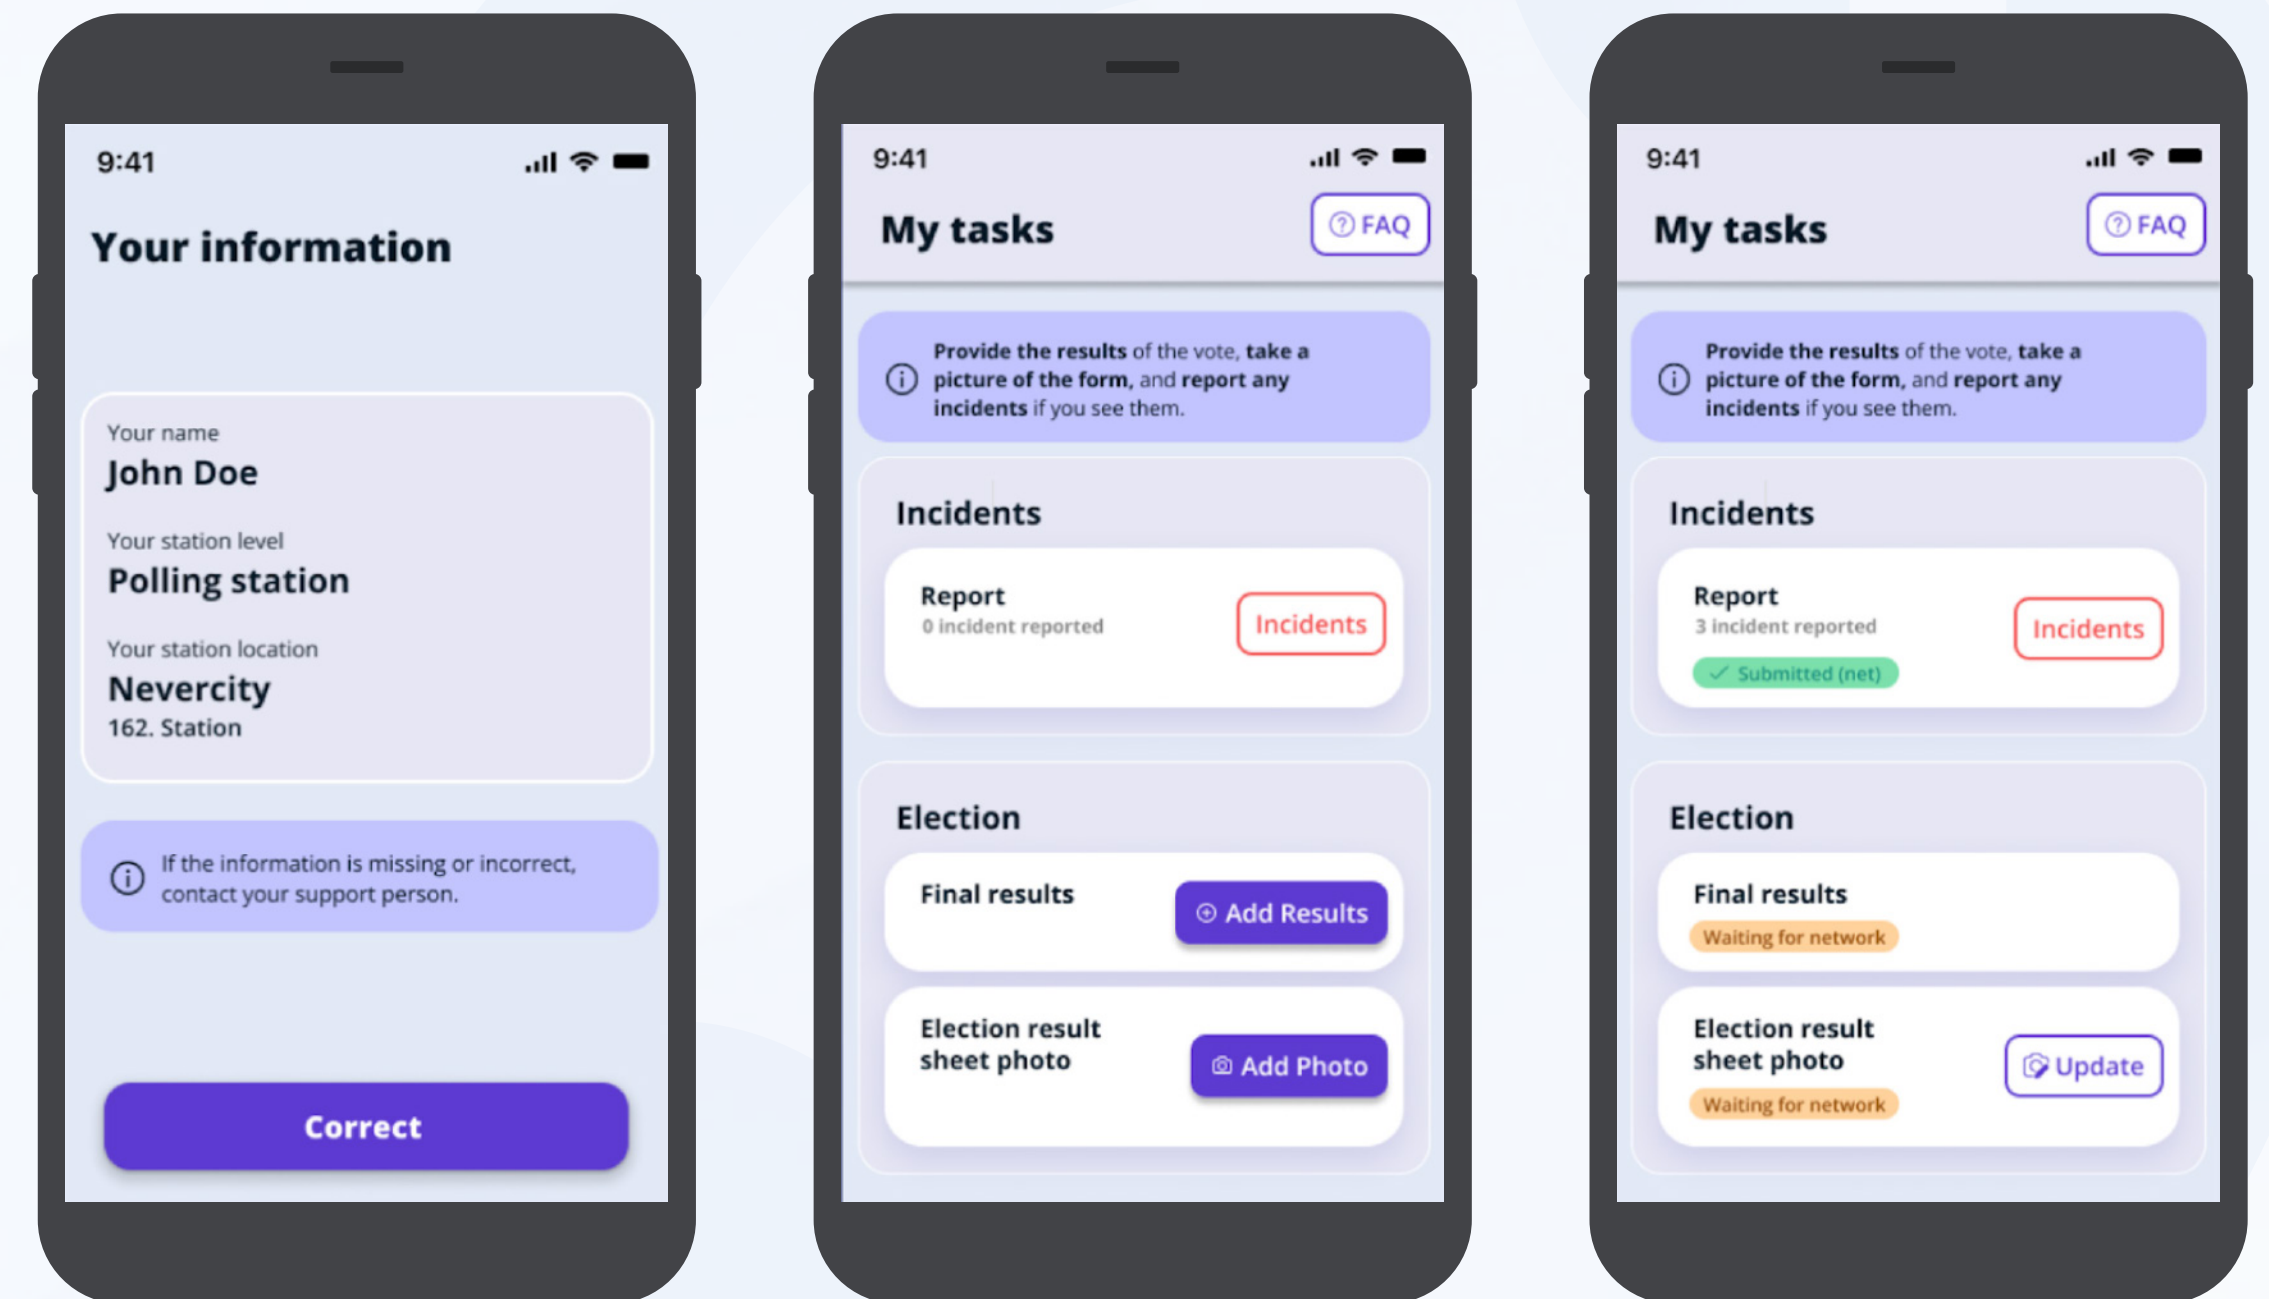 9:41
Your information
Your name
John Doe
Your station level
Polling station
Your station location
Nevercity
162. Station
If the information is missing or incorrect,
contact your support person.
Correct
9:41
My tasks
FAQ
Provide the results of the vote, take a
picture of the form, and report any
incidents if you see them.
Incidents
Report
0 incident reported
Incidents
Election
Final results
Add Results
Election result
sheet photo
Add Photo
9:41
My tasks
FAQ
Provide the results of the vote, take a
picture of the form, and report any
incidents if you see them.
Incidents
Report
3 incident reported
Submitted (net)
Incidents
Election
Final results
Waiting for network
Election result
sheet photo
Waiting for network
Update